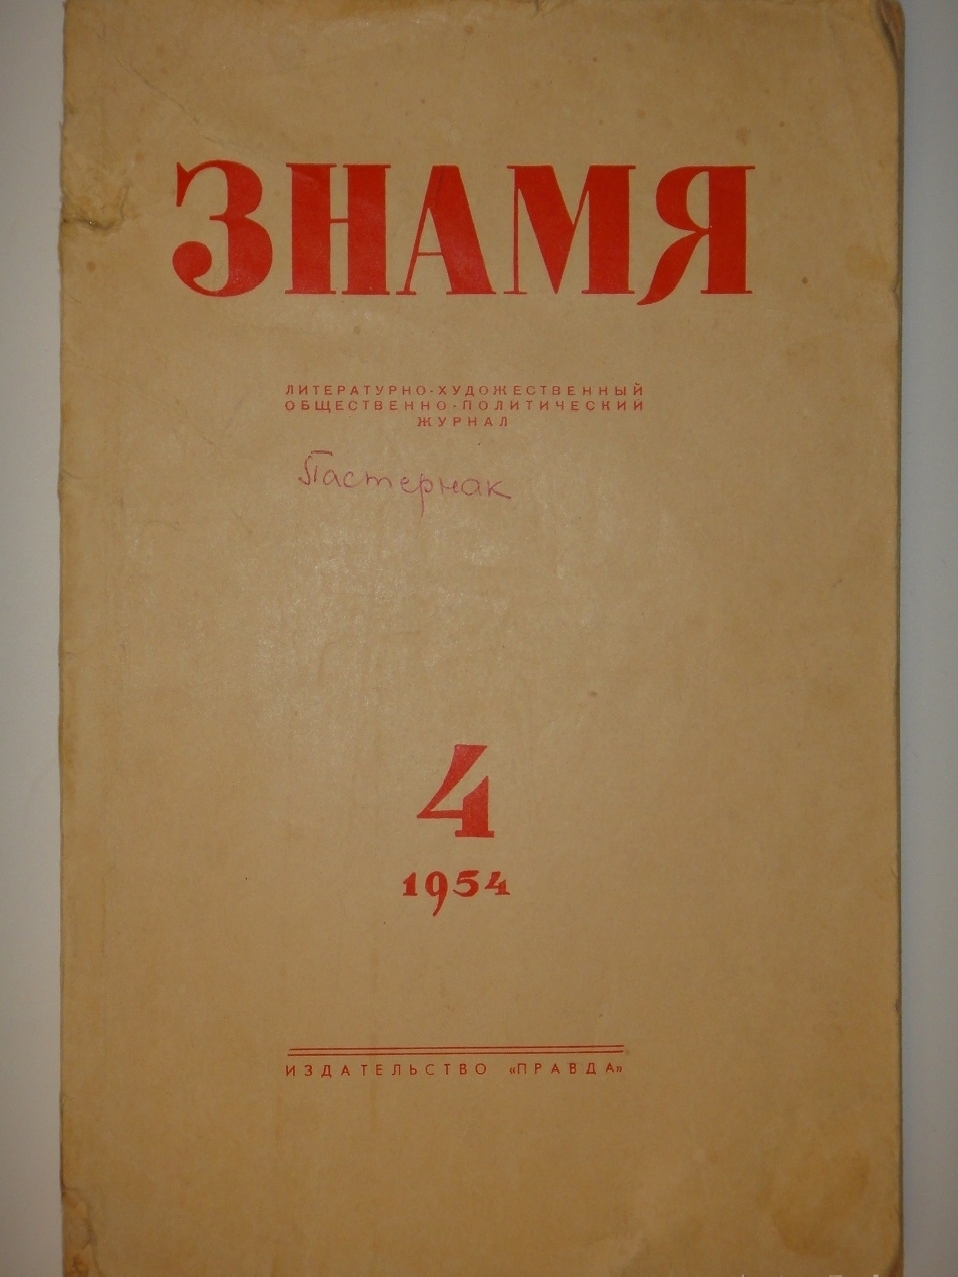 ЗНАМЯ
ЛИТЕРАТУРНО-ХУДОЖЕСТВЕННЫЙ
ОБЩЕСТВЕННО-ПОЛИТИЧЕСКИЙ
ЖУРНАЛ
Пастернак
4
1954
ИЗДАТЕЛЬСТВО «ПРАВДА»